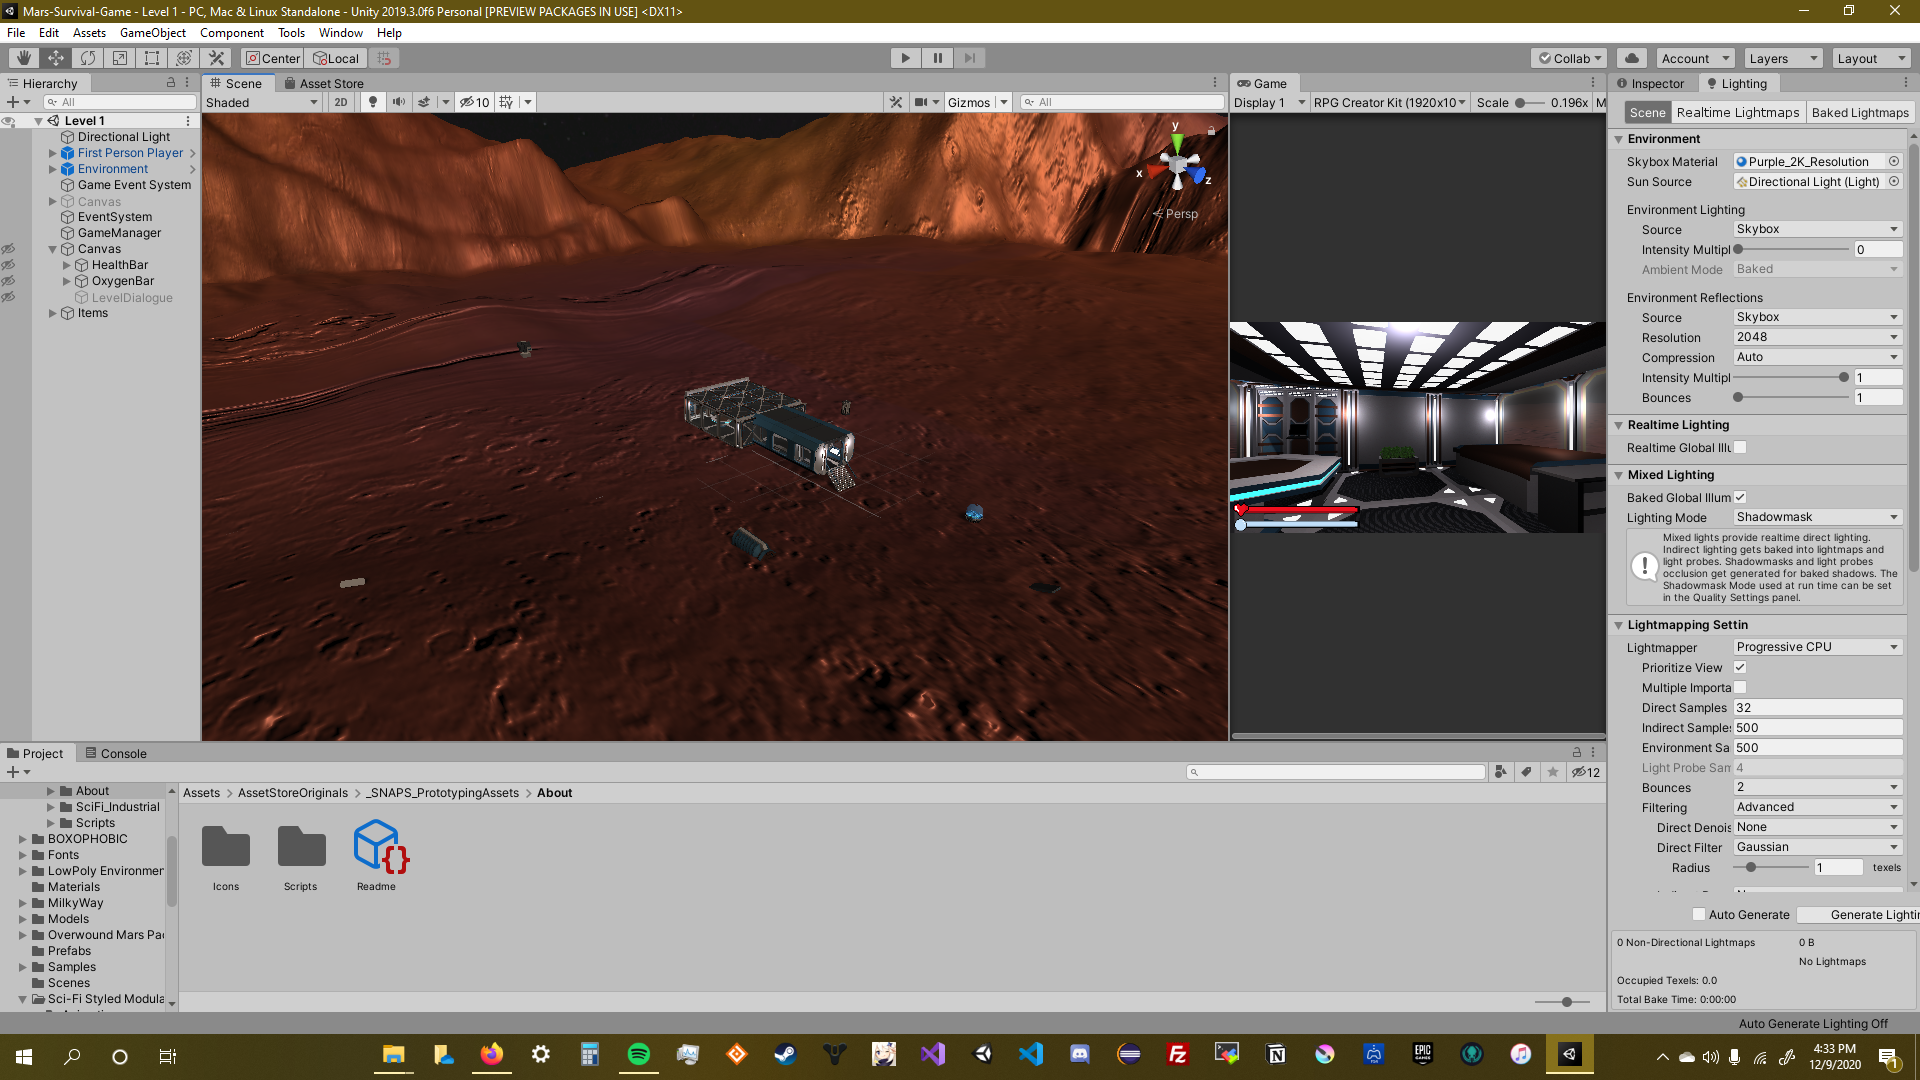 Mars-Survival-Game - Level 1 - PC, Mac & Linux Standalone - Unity 2019.3.0f6 Personal [PREVIEW PACKAGES IN USE] <DX11>
File Edit Assets GameObject Component Tools Window Help
Center Local Collab Account Layers Layout
Hierarchy
All
Level 1
Directional Light
First Person Player
Environment
Game Event System
Canvas
EventSystem
GameManager
Canvas
HealthBar
OxygenBar
LevelDialogue
Items
Scene Asset Store
Shaded 2D 10 Gizmos All
y
x
z
Persp
Game
Display 1 RPG Creator Kit (1920x10 Scale 0.196x M
Inspector Lighting
Scene Realtime Lightmaps Baked Lightmaps
Environment
Skybox Material Purple_2K_Resolution
Sun Source Directional Light (Light)
Environment Lighting
Source Skybox
Intensity Multipl 0
Ambient Mode Baked
Environment Reflections
Source Skybox
Resolution 2048
Compression Auto
Intensity Multipl 1
Bounces 1
Realtime Lighting
Realtime Global Illu
Mixed Lighting
Baked Global Illum
Lighting Mode Shadowmask
Mixed lights provide realtime direct lighting.
Indirect lighting gets baked into lightmaps and
light probes. Shadowmasks and light probes
occlusion get generated for baked shadows. The
Shadowmask Mode used at run time can be set
in the Quality Settings panel.
Lightmapping Settin
Lightmapper Progressive CPU
Prioritize View
Multiple Importa
Direct Samples 32
Indirect Samples 500
Environment Sa 500
Light Probe Sam 4
Bounces 2
Filtering Advanced
Direct Denois None
Direct Filter Gaussian
Radius 1 texels
Auto Generate Generate Lightin
0 Non-Directional Lightmaps 0 B
No Lightmaps
Occupied Texels: 0.0
Total Bake Time: 0:00:00
Auto Generate Lighting Off
Project Console
12
About
SciFi_Industrial
Scripts
BOXOPHOBIC
Fonts
LowPoly Environmen
Materials
MilkyWay
Models
Overwound Mars Pac
Prefabs
Samples
Scenes
Sci-Fi Styled Modula
Assets > AssetStoreOriginals > _SNAPS_PrototypingAssets > About
Icons Scripts Readme
EPIC
GAMES
4:33 PM
12/9/2020
1